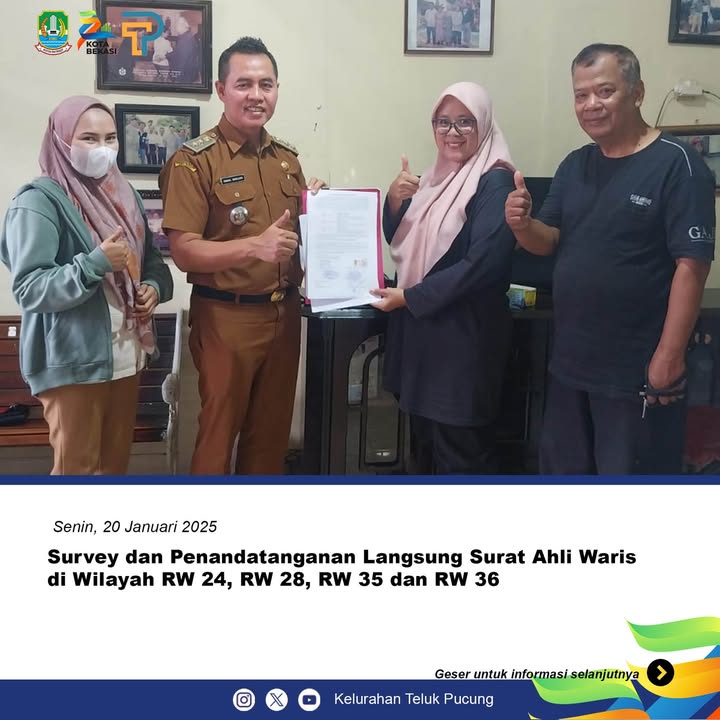 KOTA
BEKASI
TP
Senin, 20 Januari 2025
Survey dan Penandatanganan Langsung Surat Ahli Waris
di Wilayah RW 24, RW 28, RW 35 dan RW 36
Geser untuk informasi selanjutnya
Kelurahan Teluk Pucung